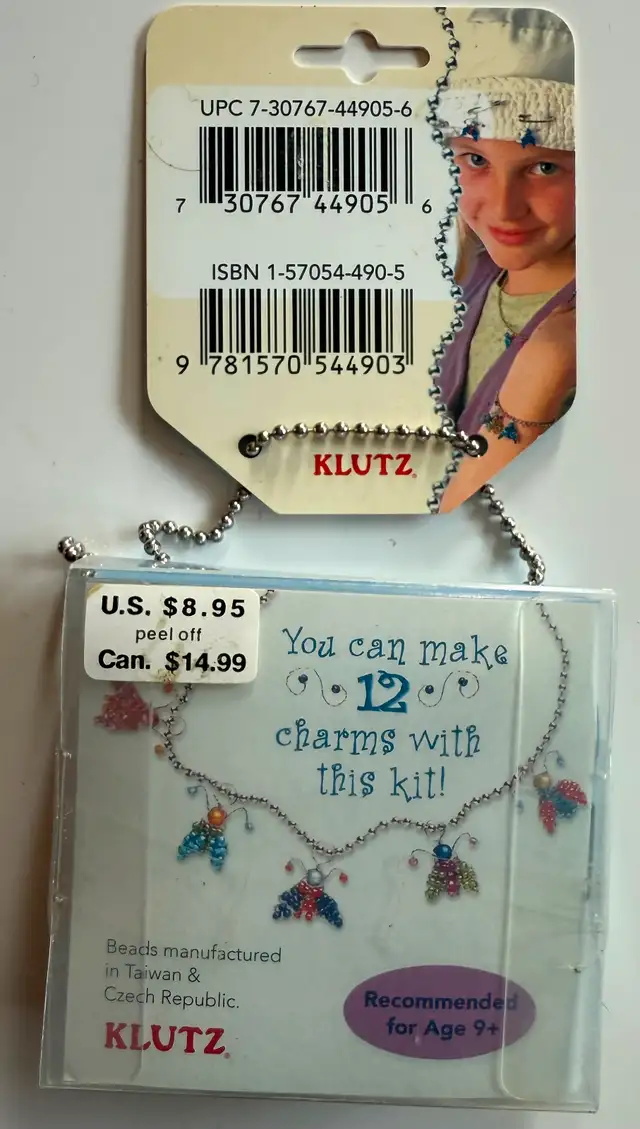 UPC 7-30767-44905-6
7 30767 44905 6
ISBN 1-57054-490-5
9 781570 544903
KLUTZ®
U.S. $8.95
peel off
Can. $14.99
You can make
12
charms with
this kit!
Beads manufactured
in Taiwan &
Czech Republic.
KLUTZ®
Recommended
for Age 9+